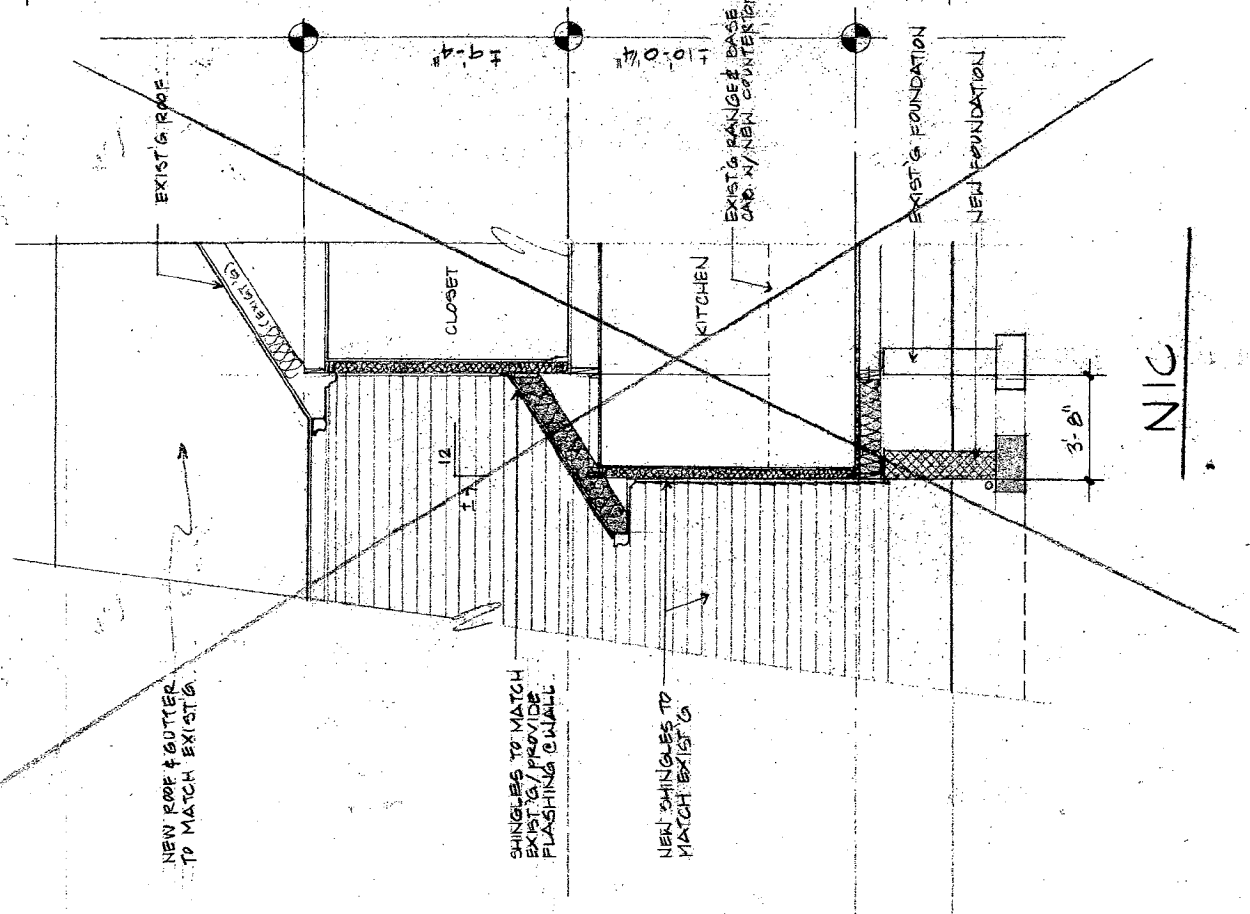 EXIST'G ROOF
(EXIST'G)
CLOSET
KITCHEN
±9'-4"
±10'-0¼"
EXIST'G RANGE & BASE
CAB. W/ NEW COUNTERTOP
EXIST'G FOUNDATION
NEW FOUNDATION
12
3'-8"
NIC
NEW ROOF & GUTTER
TO MATCH EXIST'G
SHINGLES TO MATCH
EXIST'G/PROVIDE
FLASHING @ WALL
NEW SHINGLES TO
MATCH EXIST'G